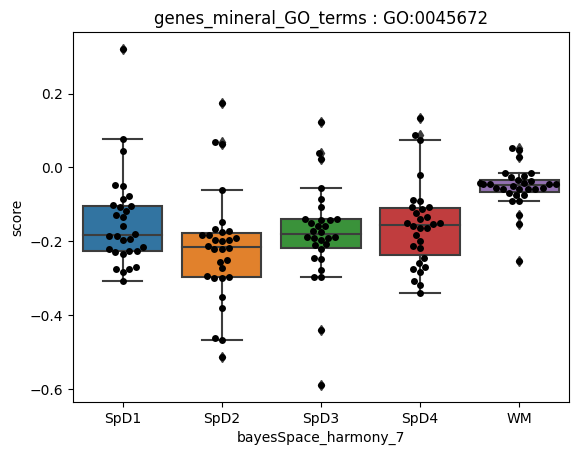 genes_mineral_GO_terms : GO:0045672
score
0.2
0.0
−0.2
−0.4
−0.6
SpD1 SpD2 SpD3 SpD4 WM
bayesSpace_harmony_7